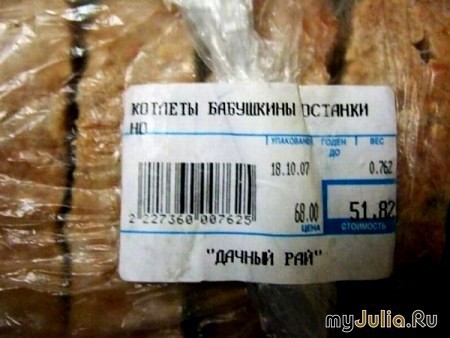 КОТЛЕТЫ БАБУШКИНЫ ОСТАНКИ
НО
УПАКОВАНО ГОДЕН ДО ВЕС
18.10.07 0.762
68.00 51.82
ЦЕНА СТОИМОСТЬ
2 227360 007625
"ДАЧНЫЙ РАЙ"
myJulia.Ru